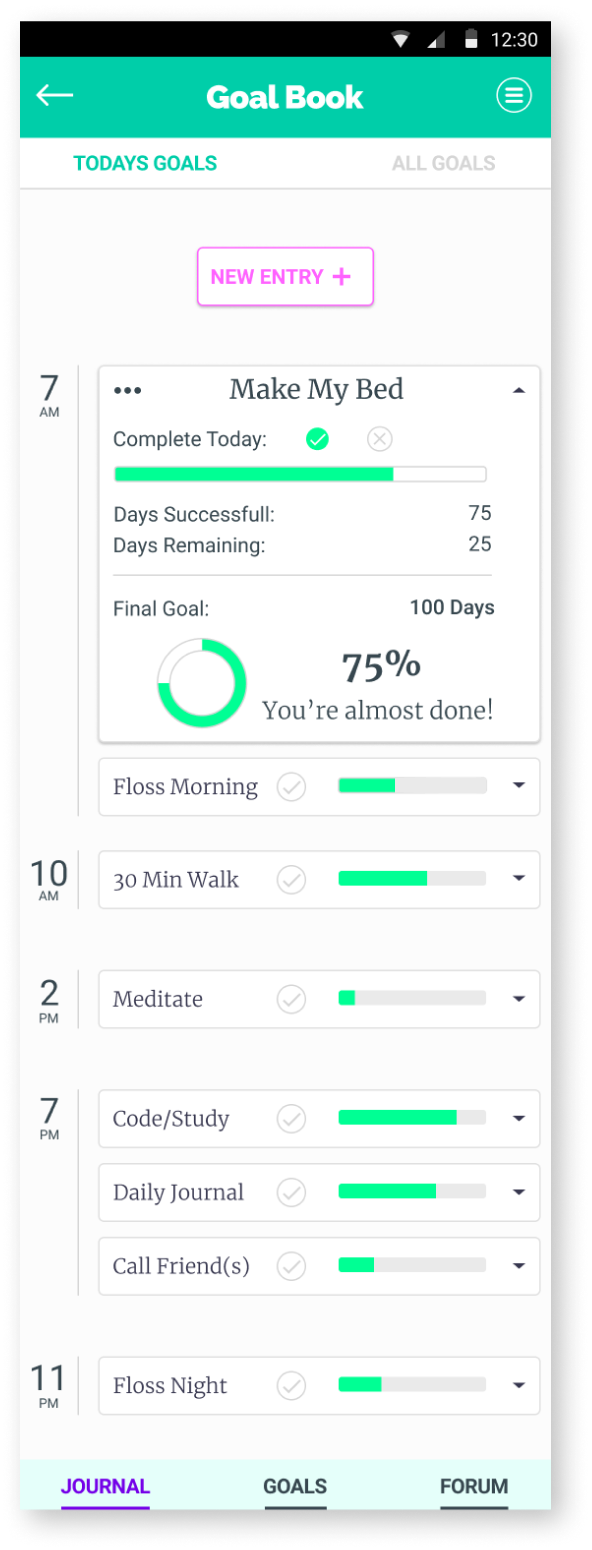 12:30
Goal Book
TODAYS GOALS ALL GOALS
NEW ENTRY +
7
AM
Make My Bed
Complete Today:
Days Successfull: 75
Days Remaining: 25
Final Goal: 100 Days
75%
You're almost done!
Floss Morning
10
AM
30 Min Walk
2
PM
Meditate
7
PM
Code/Study
Daily Journal
Call Friend(s)
11
PM
Floss Night
JOURNAL GOALS FORUM